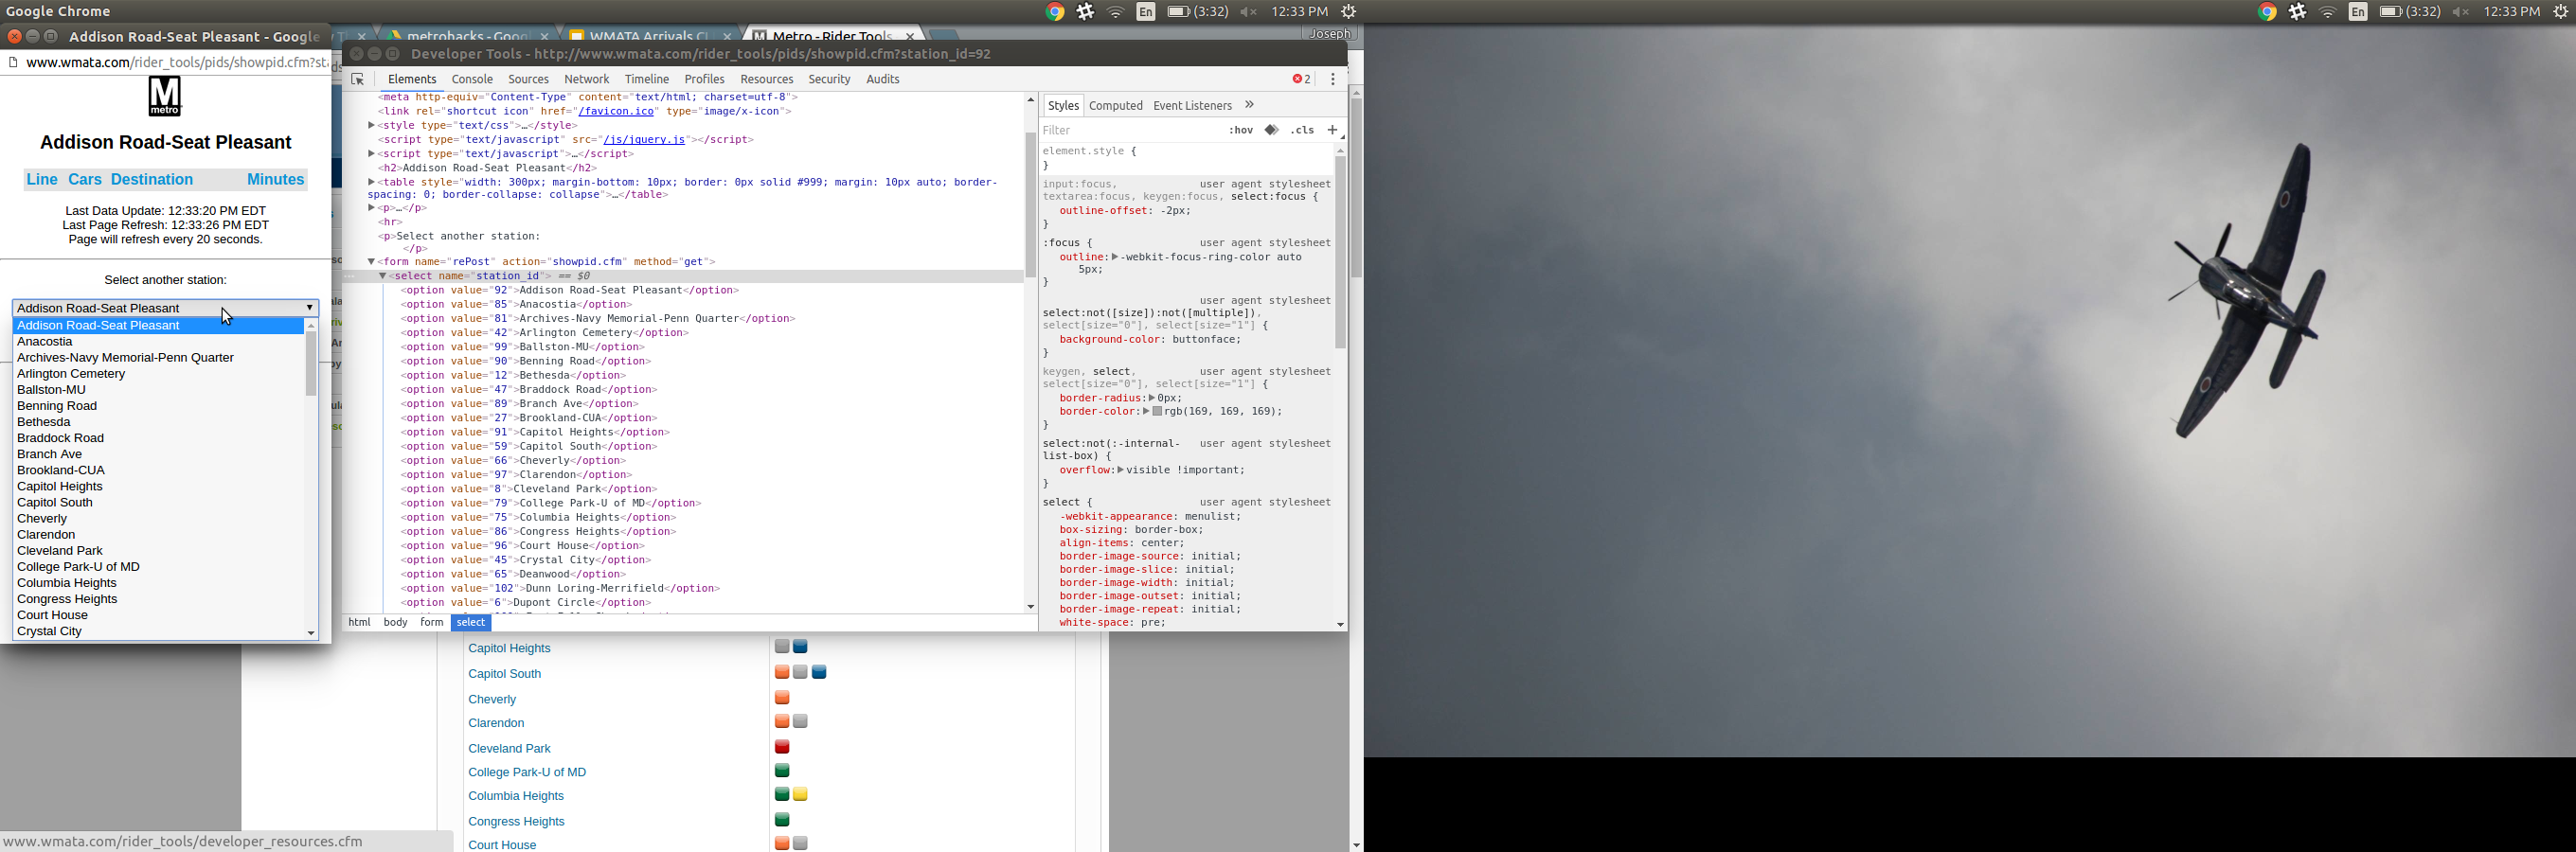 Google Chrome
En
(3:32)
12:33 PM
En
(3:32)
12:33 PM
Addison Road-Seat Pleasant - Google
metrohacks - Goog
WMATA Arrivals CL
Metro - Rider Tools
Joseph
www.wmata.com/rider_tools/pids/showpid.cfm?st
M
metro
Addison Road-Seat Pleasant
Line Cars Destination Minutes
Last Data Update: 12:33:20 PM EDT
Last Page Refresh: 12:33:26 PM EDT
Page will refresh every 20 seconds.
Select another station:
Addison Road-Seat Pleasant
Addison Road-Seat Pleasant
Anacostia
Archives-Navy Memorial-Penn Quarter
Arlington Cemetery
Ballston-MU
Benning Road
Bethesda
Braddock Road
Branch Ave
Brookland-CUA
Capitol Heights
Capitol South
Cheverly
Clarendon
Cleveland Park
College Park-U of MD
Columbia Heights
Congress Heights
Court House
Crystal City
Developer Tools - http://www.wmata.com/rider_tools/pids/showpid.cfm?station_id=92
Elements Console Sources Network Timeline Profiles Resources Security Audits
2
<meta http-equiv="Content-Type" content="text/html; charset=utf-8">
<link rel="shortcut icon" href="/favicon.ico" type="image/x-icon">
<style type="text/css">…</style>
<script type="text/javascript" src="/js/jquery.js"></script>
<script type="text/javascript">…</script>
<h2>Addison Road-Seat Pleasant</h2>
<table style="width: 300px; margin-bottom: 10px; border: 0px solid #999; margin: 10px auto; border-
spacing: 0; border-collapse: collapse">…</table>
<p>…</p>
<hr>
<p>Select another station:
</p>
<form name="rePost" action="showpid.cfm" method="get">
<select name="station_id"> == $0
<option value="92">Addison Road-Seat Pleasant</option>
<option value="85">Anacostia</option>
<option value="81">Archives-Navy Memorial-Penn Quarter</option>
<option value="42">Arlington Cemetery</option>
<option value="99">Ballston-MU</option>
<option value="90">Benning Road</option>
<option value="12">Bethesda</option>
<option value="47">Braddock Road</option>
<option value="89">Branch Ave</option>
<option value="27">Brookland-CUA</option>
<option value="91">Capitol Heights</option>
<option value="59">Capitol South</option>
<option value="66">Cheverly</option>
<option value="97">Clarendon</option>
<option value="8">Cleveland Park</option>
<option value="79">College Park-U of MD</option>
<option value="75">Columbia Heights</option>
<option value="86">Congress Heights</option>
<option value="96">Court House</option>
<option value="45">Crystal City</option>
<option value="65">Deanwood</option>
<option value="102">Dunn Loring-Merrifield</option>
<option value="6">Dupont Circle</option>
html body form select
Styles Computed Event Listeners »
Filter :hov .cls +
element.style {
}
input:focus, user agent stylesheet
textarea:focus, keygen:focus, select:focus {
outline-offset: -2px;
}
:focus { user agent stylesheet
outline: -webkit-focus-ring-color auto
5px;
}
user agent stylesheet
select:not([size]):not([multiple]),
select[size="0"], select[size="1"] {
background-color: buttonface;
}
keygen, select, user agent stylesheet
select[size="0"], select[size="1"] {
border-radius: 0px;
border-color: rgb(169, 169, 169);
}
select:not(:-internal- user agent stylesheet
list-box) {
overflow: visible !important;
}
select { user agent stylesheet
-webkit-appearance: menulist;
box-sizing: border-box;
align-items: center;
border-image-source: initial;
border-image-slice: initial;
border-image-width: initial;
border-image-outset: initial;
border-image-repeat: initial;
white-space: pre;
Capitol Heights
Capitol South
Cheverly
Clarendon
Cleveland Park
College Park-U of MD
Columbia Heights
Congress Heights
Court House
www.wmata.com/rider_tools/developer_resources.cfm